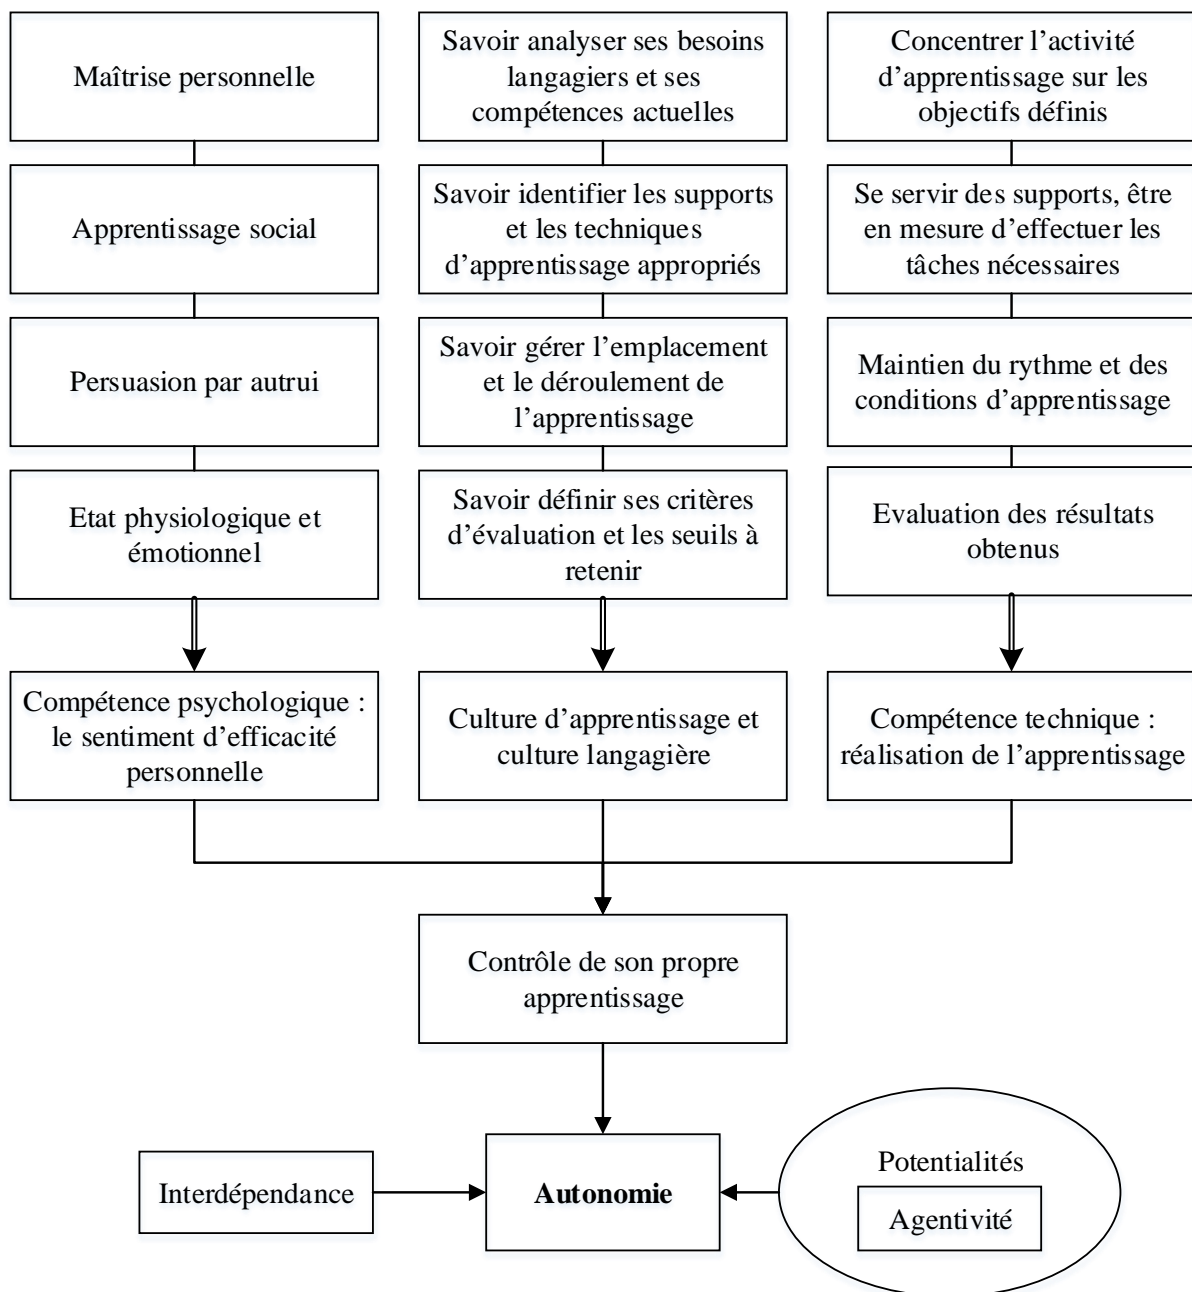 Maîtrise personnelle
Savoir analyser ses besoins
langagiers et ses
compétences actuelles
Concentrer l’activité
d’apprentissage sur les
objectifs définis
Apprentissage social
Savoir identifier les supports
et les techniques
d’apprentissage appropriés
Se servir des supports, être
en mesure d’effectuer les
tâches nécessaires
Persuasion par autrui
Savoir gérer l’emplacement
et le déroulement de
l’apprentissage
Maintien du rythme et des
conditions d’apprentissage
Etat physiologique et
émotionnel
Savoir définir ses critères
d’évaluation et les seuils à
retenir
Evaluation des résultats
obtenus
Compétence psychologique :
le sentiment d’efficacité
personnelle
Culture d’apprentissage et
culture langagière
Compétence technique :
réalisation de l’apprentissage
Contrôle de son propre
apprentissage
Interdépendance
Autonomie
Potentialités
Agentivité